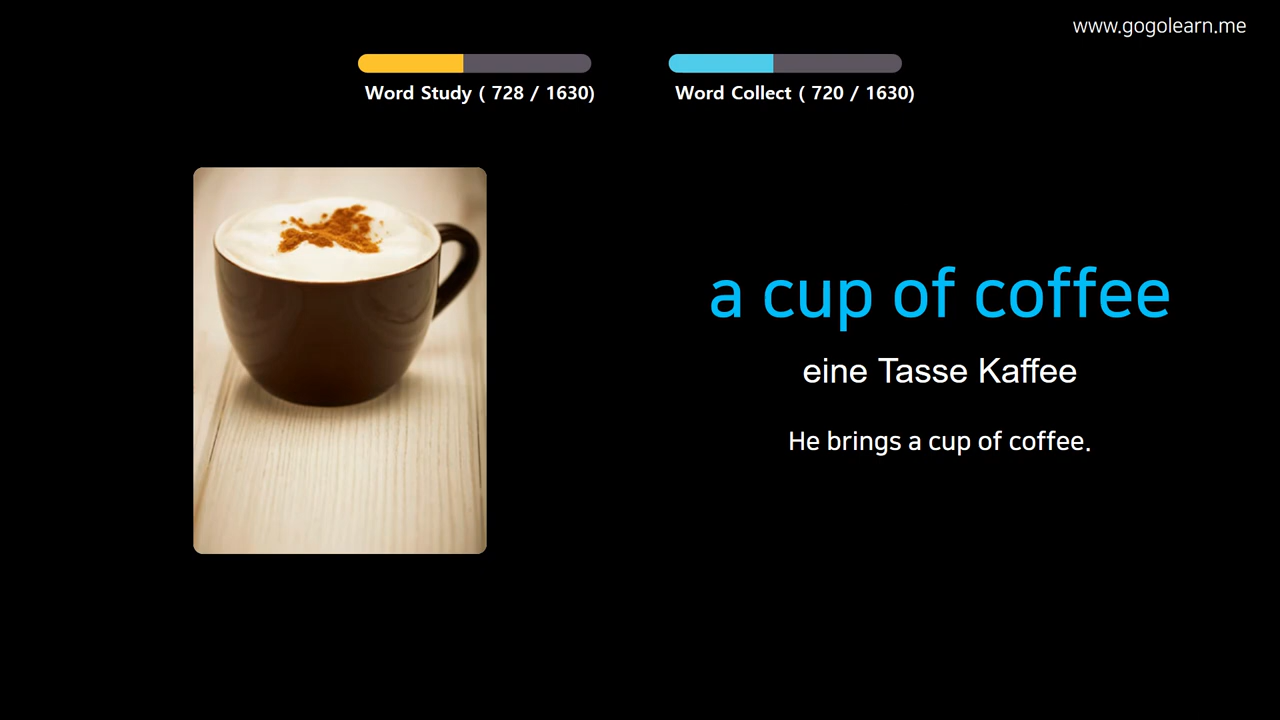 www.gogolearn.me
Word Study ( 728 / 1630)
Word Collect ( 720 / 1630)
a cup of coffee
eine Tasse Kaffee
He brings a cup of coffee.